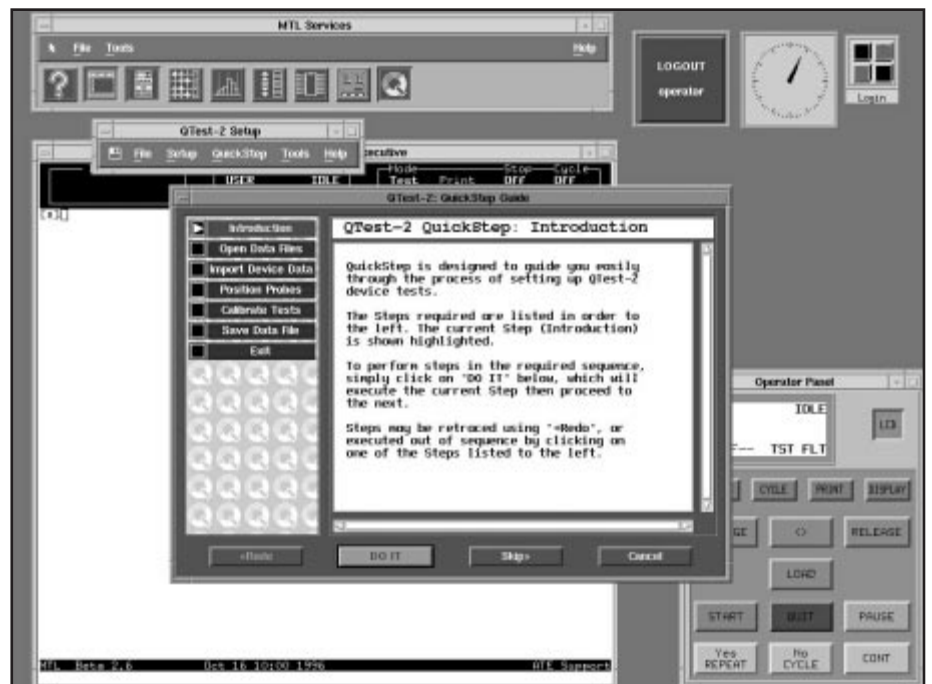 MTL Services
File Tools Help
LOGOUT
operator
Login
QTest-2 Setup
File Setup QuickStep Tools Help
USER IDLE
Mode Stop Cycle
Test Print OFF OFF
QTest-2: QuickStep Guide
Introduction
Open Data Files
Import Device Data
Position Probes
Calibrate Tests
Save Data File
Exit
QTest-2 QuickStep: Introduction
QuickStep is designed to guide you easily
through the process of setting up QTest-2
device tests.
The Steps required are listed in order to
the left. The current Step (Introduction)
is shown highlighted.
To perform steps in the required sequence,
simply click on "DO IT" below, which will
execute the current Step then proceed to
the next.
Steps may be retraced using "<Redo", or
executed out of sequence by clicking on
one of the Steps listed to the left.
<Redo DO IT Skip> Cancel
Operator Panel
IDLE
TST FLT
CYCLE PRINT DISPLAY
<> RELEASE
LOAD
START QUIT PAUSE
Yes REPEAT No CYCLE CONT
MTL Beta 2.6 Oct 16 10:00 1996 ATE Support